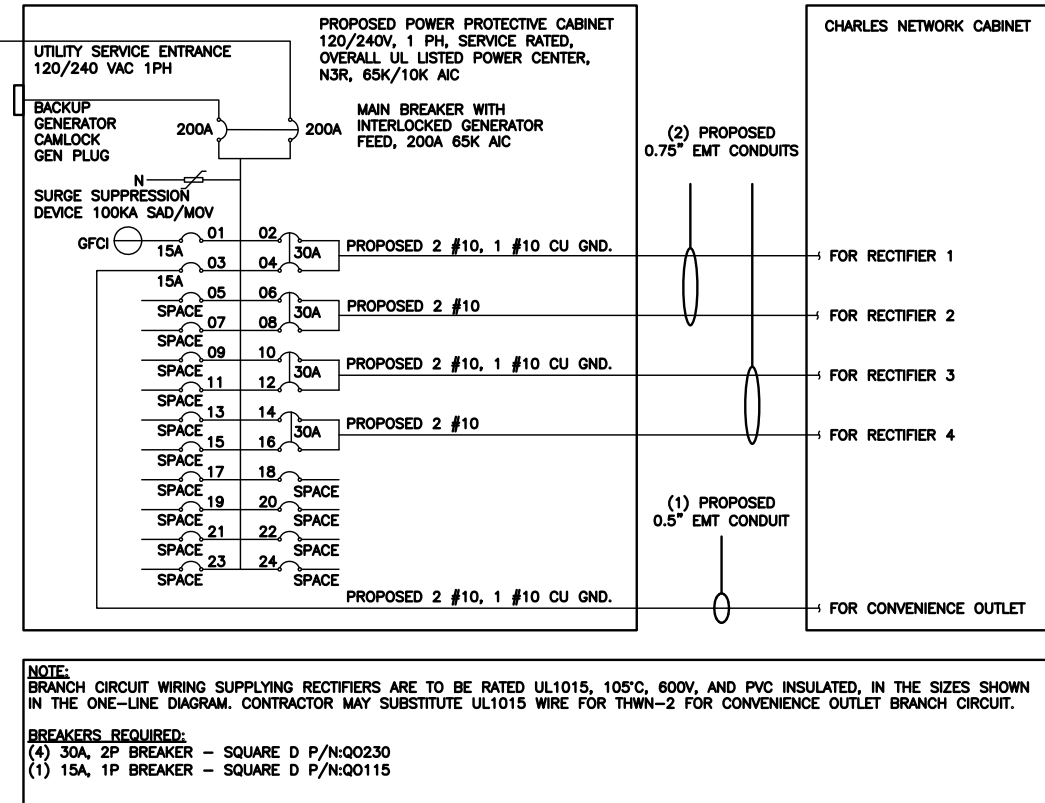 PROPOSED POWER PROTECTIVE CABINET
120/240V, 1 PH, SERVICE RATED,
OVERALL UL LISTED POWER CENTER,
N3R, 65K/10K AIC
CHARLES NETWORK CABINET
UTILITY SERVICE ENTRANCE
120/240 VAC 1PH
BACKUP
GENERATOR
CAMLOCK
GEN PLUG
200A
200A
MAIN BREAKER WITH
INTERLOCKED GENERATOR
FEED, 200A 65K AIC
(2) PROPOSED
0.75" EMT CONDUITS
N
SURGE SUPPRESSION
DEVICE 100KA SAD/MOV
GFCI
15A
01
02
30A
PROPOSED 2 #10, 1 #10 CU GND.
FOR RECTIFIER 1
15A
03
04
SPACE
05
06
30A
PROPOSED 2 #10
FOR RECTIFIER 2
SPACE
07
08
SPACE
09
10
30A
PROPOSED 2 #10, 1 #10 CU GND.
FOR RECTIFIER 3
SPACE
11
12
SPACE
13
14
30A
PROPOSED 2 #10
FOR RECTIFIER 4
SPACE
15
16
SPACE
17
18
SPACE
SPACE
19
20
SPACE
SPACE
21
22
SPACE
SPACE
23
24
SPACE
(1) PROPOSED
0.5" EMT CONDUIT
PROPOSED 2 #10, 1 #10 CU GND.
FOR CONVENIENCE OUTLET
NOTE:
BRANCH CIRCUIT WIRING SUPPLYING RECTIFIERS ARE TO BE RATED UL1015, 105°C, 600V, AND PVC INSULATED, IN THE SIZES SHOWN
IN THE ONE-LINE DIAGRAM. CONTRACTOR MAY SUBSTITUTE UL1015 WIRE FOR THWN-2 FOR CONVENIENCE OUTLET BRANCH CIRCUIT.
BREAKERS REQUIRED:
(4) 30A, 2P BREAKER - SQUARE D P/N:QO230
(1) 15A, 1P BREAKER - SQUARE D P/N:QO115